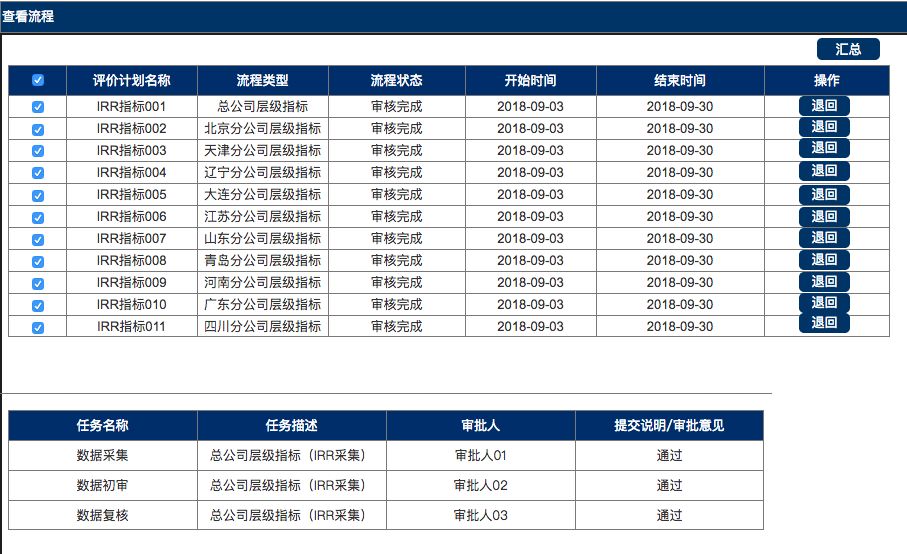 查看流程
汇总
评价计划名称 流程类型 流程状态 开始时间 结束时间 操作
IRR指标001 总公司层级指标 审核完成 2018-09-03 2018-09-30 退回
IRR指标002 北京分公司层级指标 审核完成 2018-09-03 2018-09-30 退回
IRR指标003 天津分公司层级指标 审核完成 2018-09-03 2018-09-30 退回
IRR指标004 辽宁分公司层级指标 审核完成 2018-09-03 2018-09-30 退回
IRR指标005 大连分公司层级指标 审核完成 2018-09-03 2018-09-30 退回
IRR指标006 江苏分公司层级指标 审核完成 2018-09-03 2018-09-30 退回
IRR指标007 山东分公司层级指标 审核完成 2018-09-03 2018-09-30 退回
IRR指标008 青岛分公司层级指标 审核完成 2018-09-03 2018-09-30 退回
IRR指标009 河南分公司层级指标 审核完成 2018-09-03 2018-09-30 退回
IRR指标010 广东分公司层级指标 审核完成 2018-09-03 2018-09-30 退回
IRR指标011 四川分公司层级指标 审核完成 2018-09-03 2018-09-30 退回
任务名称 任务描述 审批人 提交说明/审批意见
数据采集 总公司层级指标（IRR采集） 审批人01 通过
数据初审 总公司层级指标（IRR采集） 审批人02 通过
数据复核 总公司层级指标（IRR采集） 审批人03 通过